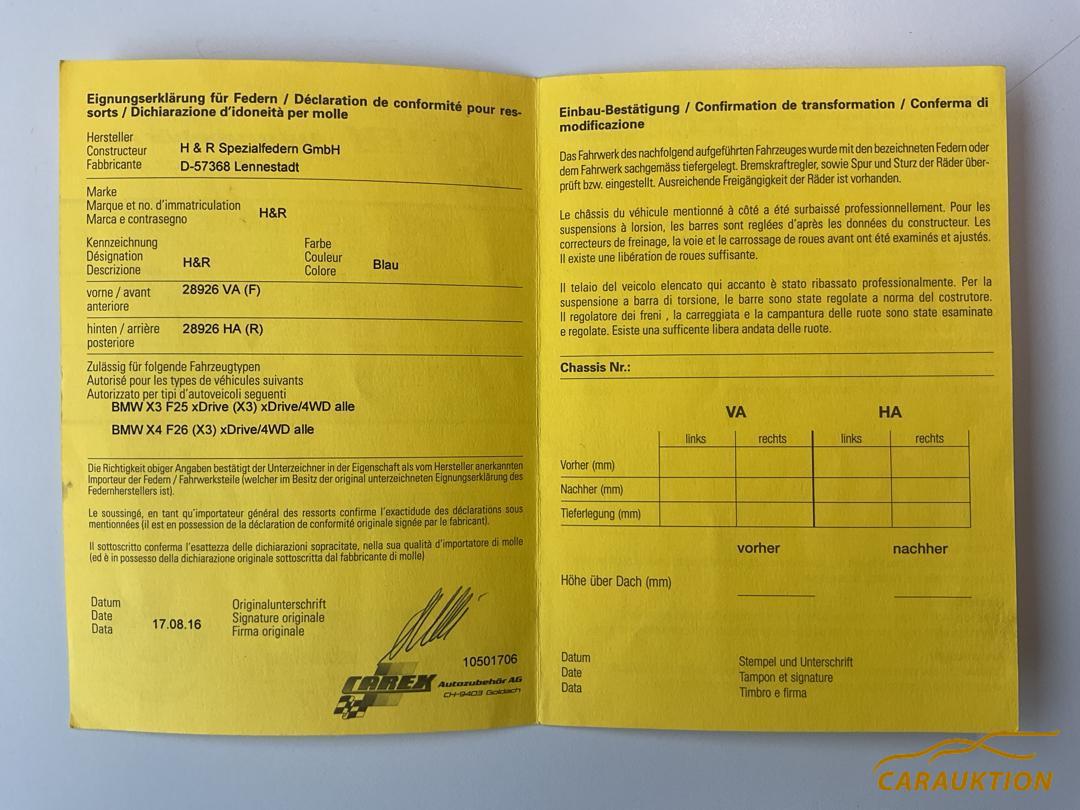 Eignungserklärung für Federn / Déclaration de conformité pour res-
sorts / Dichiarazione d'idoneità per molle
Hersteller
Constructeur
Fabbricante
H & R Spezialfedern GmbH
D-57368 Lennestadt
Marke
Marque et no. d'immatriculation
Marca e contrasegno
H&R
Kennzeichnung
Désignation
Descrizione
H&R
Farbe
Couleur
Colore
Blau
vorne / avant
anteriore
28926 VA (F)
hinten / arrière
posteriore
28926 HA (R)
Zulässig für folgende Fahrzeugtypen
Autorisé pour les types de véhicules suivants
Autorizzato per tipi d'autoveicoli seguenti
BMW X3 F25 xDrive (X3) xDrive/4WD alle
BMW X4 F26 (X3) xDrive/4WD alle
Die Richtigkeit obiger Angaben bestätigt der Unterzeichner in der Eigenschaft als vom Hersteller anerkannten
Importeur der Federn / Fahrwerksteile (welcher im Besitz der original unterzeichneten Eignungserklärung des
Federnherstellers ist).
Le soussingé, en tant qu'importateur général des ressorts confirme l'exactidude des déclarations sous
mentionnées (il est en possession de la déclaration de conformité originale signée par le fabricant).
Il sottoscritto conferma l'esattezza delle dichiarazioni sopracitate, nella sua qualità d'importatore di molle
(ed è in possesso della dichiarazione originale sottoscritta dal fabbricante di molle)
Datum
Date
Data
17.08.16
Originalunterschrift
Signature originale
Firma originale
10501706
CAREX Autozubehör AG
CH-9403 Goldach
Einbau-Bestätigung / Confirmation de transformation / Conferma di
modificazione
Das Fahrwerk des nachfolgend aufgeführten Fahrzeuges wurde mit den bezeichneten Federn oder
dem Fahrwerk sachgemäss tiefergelegt. Bremskraftregler, sowie Spur und Sturz der Räder über-
prüft bzw. eingestellt. Ausreichende Freigängigkeit der Räder ist vorhanden.
Le châssis du véhicule mentionné à côté a été surbaissé professionnellement. Pour les
suspensions à lorsion, les barres sont reglées d'après les données du constructeur. Les
correcteurs de freinage, la voie et le carrossage de roues avant ont été examinés et ajustés.
Il existe une libération de roues suffisante.
Il telaio del veicolo elencato qui accanto è stato ribassato professionalmente. Per la
suspensione a barra di torsione, le barre sono state regolate a norma del costrutore.
Il regolatore dei freni , la carreggiata e la campantura delle ruote sono state esaminate
e regolate. Esiste una sufficente libera andata delle ruote.
Chassis Nr.:
VA HA
links rechts links rechts
Vorher (mm)
Nachher (mm)
Tieferlegung (mm)
vorher nachher
Höhe über Dach (mm)
Datum
Date
Data
Stempel und Unterschrift
Tampon et signature
Timbro e firma
CARAUKTION